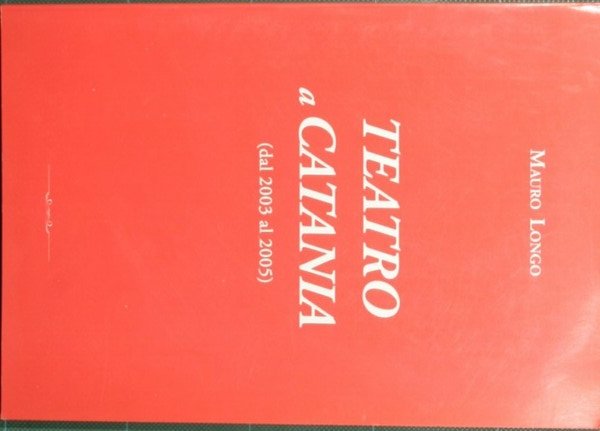 MAURO LONGO
TEATRO
a CATANIA
(dal 2003 al 2005)